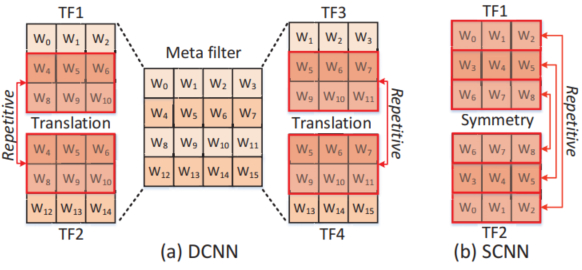 TF1
W0 W1 W2
W4 W5 W6
W8 W9 W10
Repetitive
Translation
W4 W5 W6
W8 W9 W10
W12 W13 W14
TF2
Meta filter
W0 W1 W2 W3
W4 W5 W6 W7
W8 W9 W10 W11
W12 W13 W14 W15
TF3
W1 W2 W3
W5 W6 W7
W9 W10 W11
Translation
Repetitive
W5 W6 W7
W9 W10 W11
W13 W14 W15
TF4
(a) DCNN
TF1
W0 W1 W2
W3 W4 W5
W6 W7 W8
Symmetry
Repetitive
W6 W7 W8
W3 W4 W5
W0 W1 W2
TF2
(b) SCNN